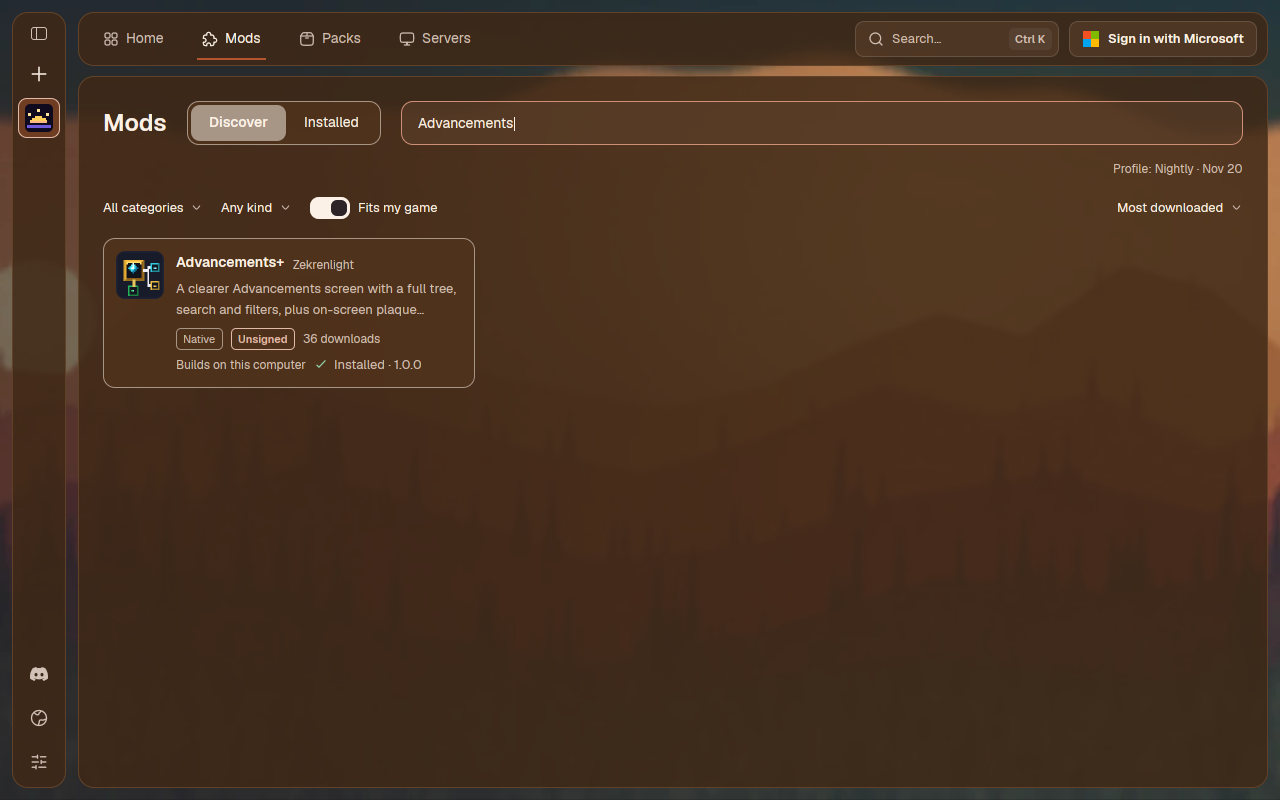 Home
Mods
Packs
Servers
Search...
Ctrl K
Sign in with Microsoft
Mods
Discover
Installed
Advancements
Profile: Nightly · Nov 20
All categories
Any kind
Fits my game
Most downloaded
Advancements+ Zekrenlight
A clearer Advancements screen with a full tree,
search and filters, plus on-screen plaque...
Native
Unsigned
36 downloads
Builds on this computer
Installed · 1.0.0